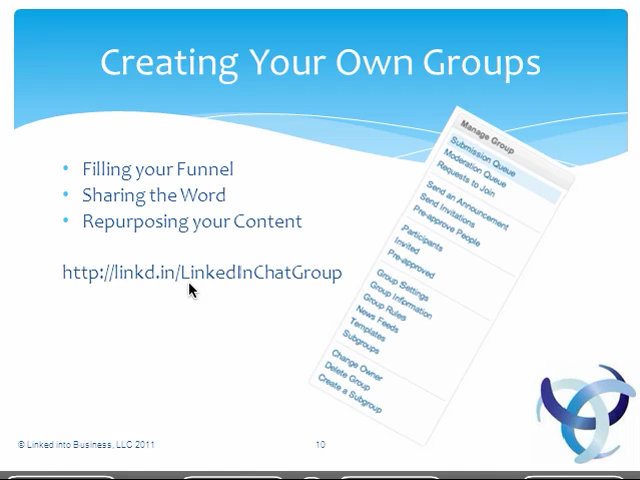 Creating Your Own Groups
• Filling your Funnel
• Sharing the Word
• Repurposing your Content
http://linkd.in/LinkedInChatGroup
Manage Group
Submission Queue
Moderation Queue
Requests to Join
Send an Announcement
Send Invitations
Pre-approve People
Participants
Invited
Pre-approved
Group Settings
Group Information
Group Rules
News Feeds
Templates
Subgroups
Change Owner
Delete Group
Create a Subgroup
© Linked into Business, LLC 2011
10